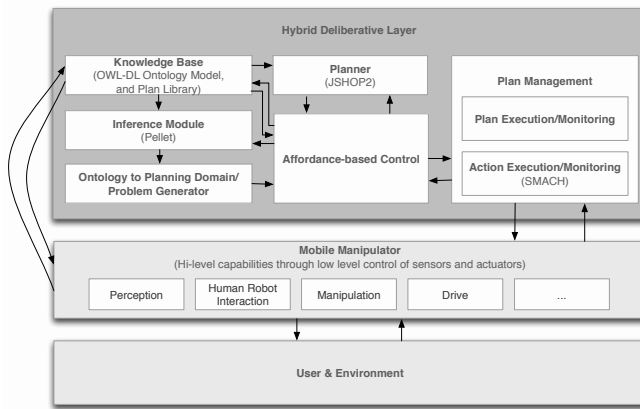 Hybrid Deliberative Layer
Knowledge Base
(OWL-DL Ontology Model,
and Plan Library)
Planner
(JSHOP2)
Plan Management
Plan Execution/Monitoring
Inference Module
(Pellet)
Affordance-based Control
Action Execution/Monitoring
(SMACH)
Ontology to Planning Domain/
Problem Generator
Mobile Manipulator
(Hi-level capabilities through low level control of sensors and actuators)
Perception
Human Robot
Interaction
Manipulation
Drive
...
User & Environment